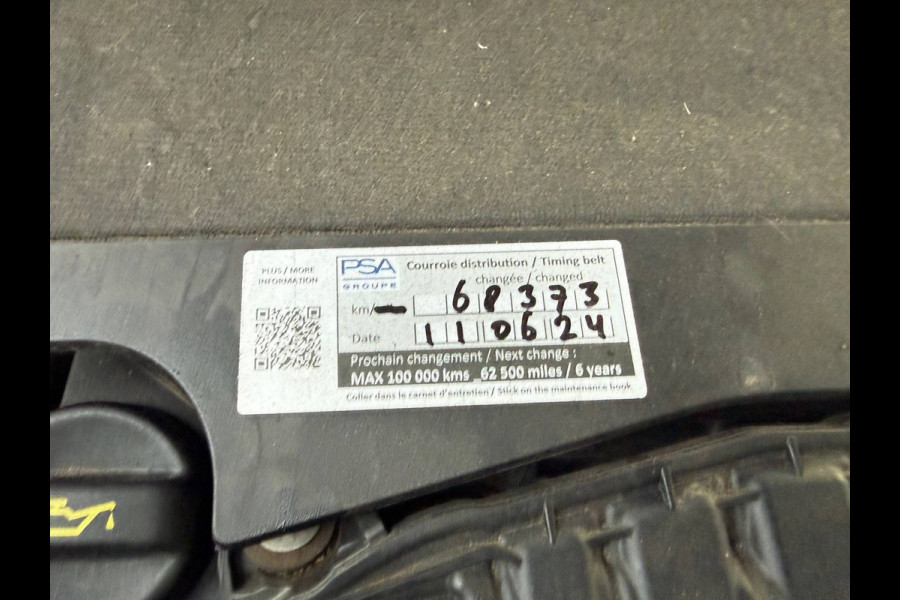 PLUS / MORE
INFORMATION
PSA
GROUPE
Courroie distribution / Timing belt
changée / changed
km/
68373
Date
110624
Prochain changement / Next change :
MAX 100 000 kms _ 62 500 miles / 6 years
Coller dans le carnet d'entretien / Stick on the maintenance book